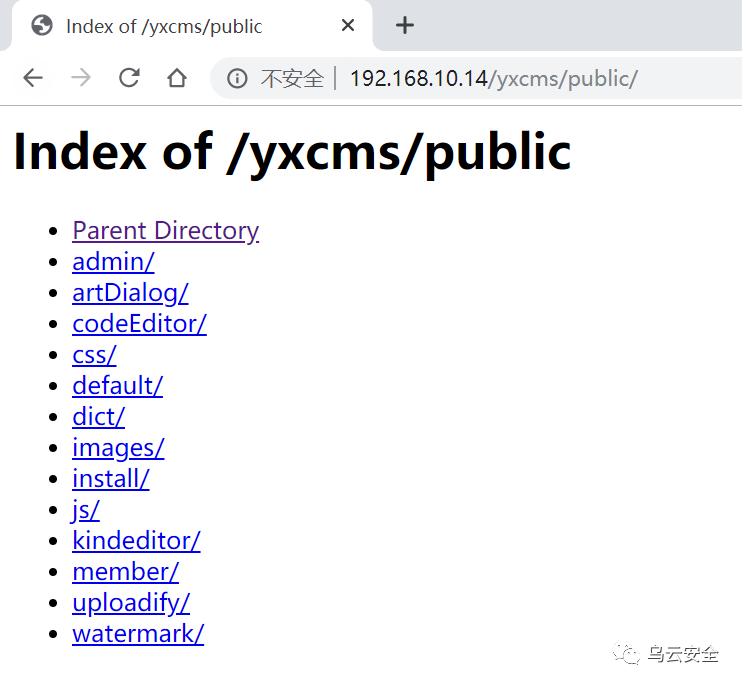 Index of /yxcms/public
不安全 | 192.168.10.14/yxcms/public/
Index of /yxcms/public
Parent Directory
admin/
artDialog/
codeEditor/
css/
default/
dict/
images/
install/
js/
kindeditor/
member/
uploadify/
watermark/
乌云安全